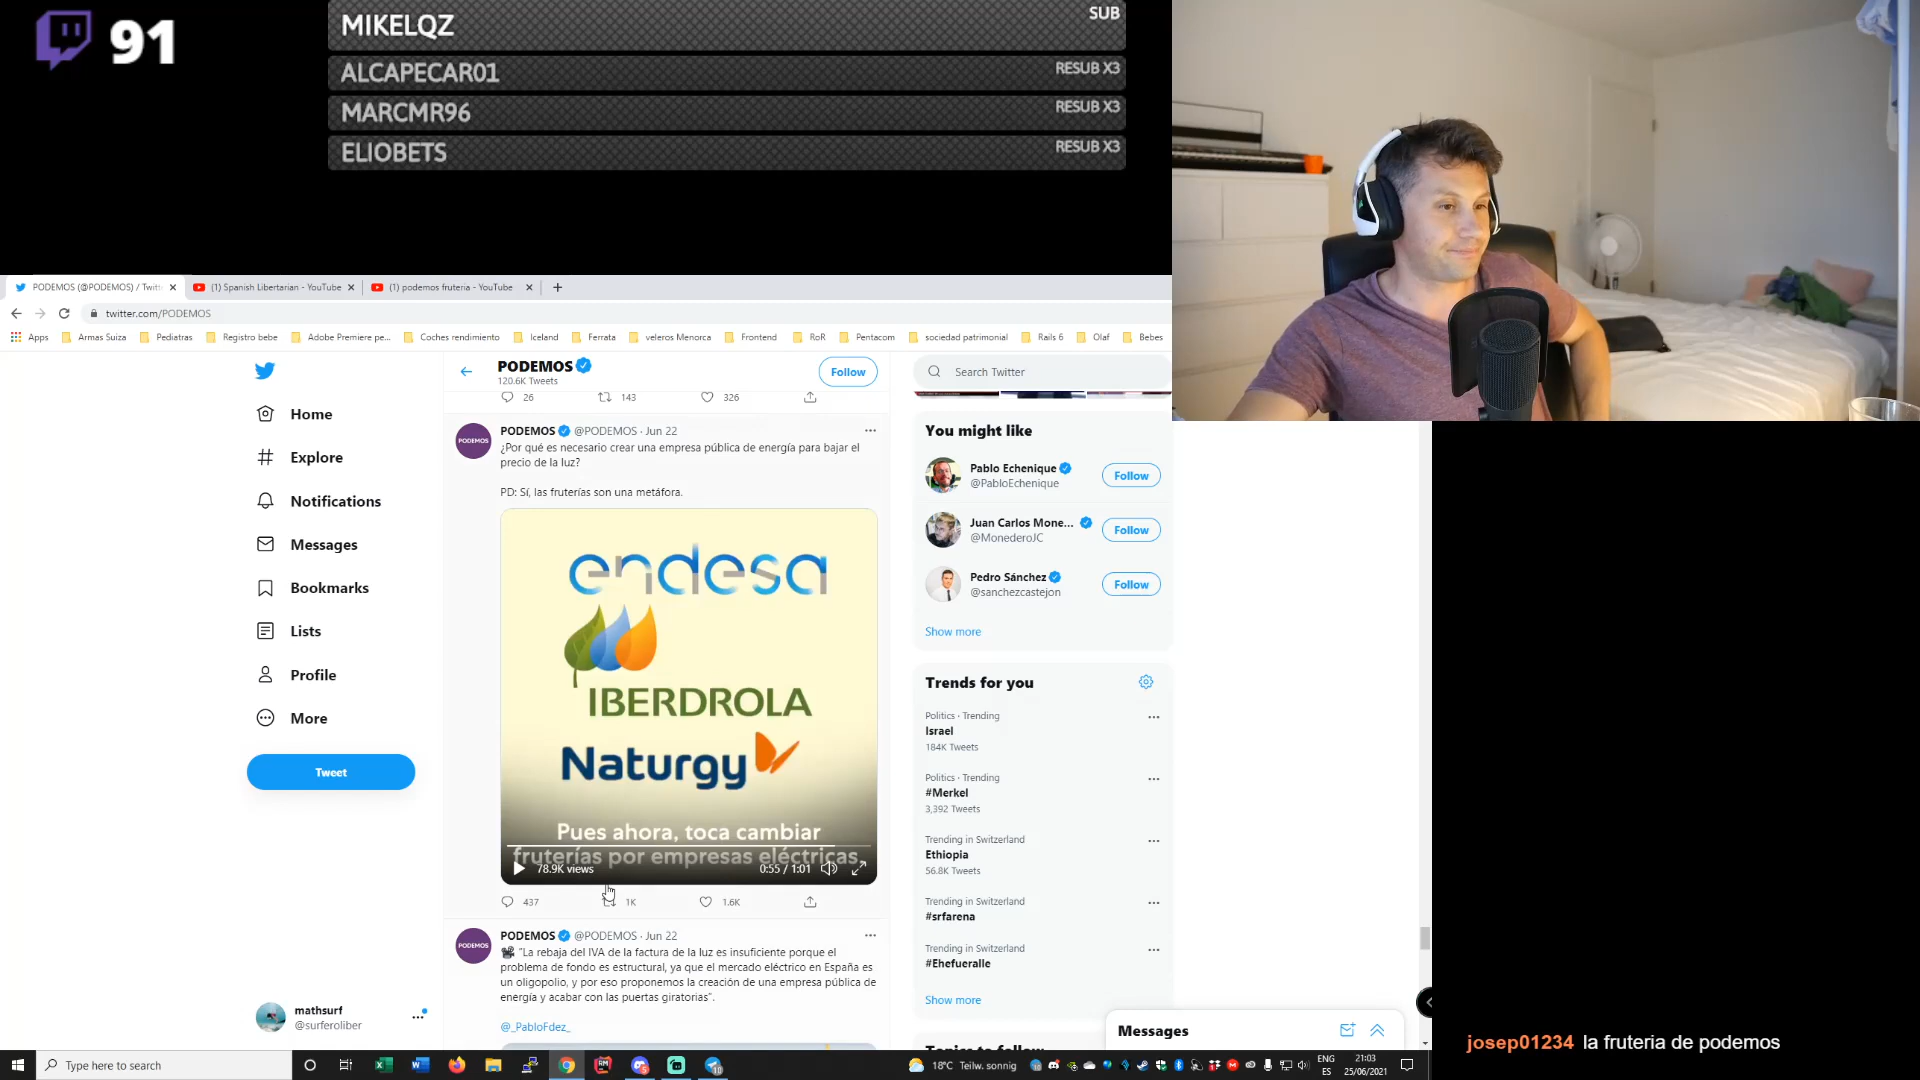 91
MIKELQZ SUB
ALCAPECAR01 RESUB X3
MARCMR96 RESUB X3
ELIOBETS RESUB X3
PODEMOS (@PODEMOS) / Twitt
(1) Spanish Libertarian - YouTube
(1) podemos fruteria - YouTube
twitter.com/PODEMOS
Apps
Armas Suiza
Pediatras
Registro bebe
Adobe Premiere pe...
Coches rendimiento
Iceland
Ferrata
veleros Menorca
Frontend
RoR
Pentacom
sociedad patrimonial
Rails 6
Olaf
Bebes
PODEMOS
120.6K Tweets
Follow
Search Twitter
Home
Explore
Notifications
Messages
Bookmarks
Lists
Profile
More
Tweet
mathsurf
@surferoliber
26 143 326
PODEMOS @PODEMOS · Jun 22
¿Por qué es necesario crear una empresa pública de energía para bajar el
precio de la luz?
PD: Sí, las fruterías son una metáfora.
endesa
IBERDROLA
Naturgy
Pues ahora, toca cambiar
fruterías por empresas eléctricas.
78.9K views
0:55 / 1:01
437 1K 1.6K
PODEMOS @PODEMOS · Jun 22
"La rebaja del IVA de la factura de la luz es insuficiente porque el
problema de fondo es estructural, ya que el mercado eléctrico en España es
un oligopolio, y por eso proponemos la creación de una empresa pública de
energía y acabar con las puertas giratorias".
@_PabloFdez_
You might like
Pablo Echenique
@PabloEchenique
Follow
Juan Carlos Mone...
@MonederoJC
Follow
Pedro Sánchez
@sanchezcastejon
Follow
Show more
Trends for you
Politics · Trending
Israel
184K Tweets
Politics · Trending
#Merkel
3,392 Tweets
Trending in Switzerland
Ethiopia
56.8K Tweets
Trending in Switzerland
#srfarena
Trending in Switzerland
#Ehefueralle
Show more
Topics to follow
Messages
josep01234 la fruteria de podemos
Type here to search
18°C Teilw. sonnig
ENG
ES
21:03
25/06/2021